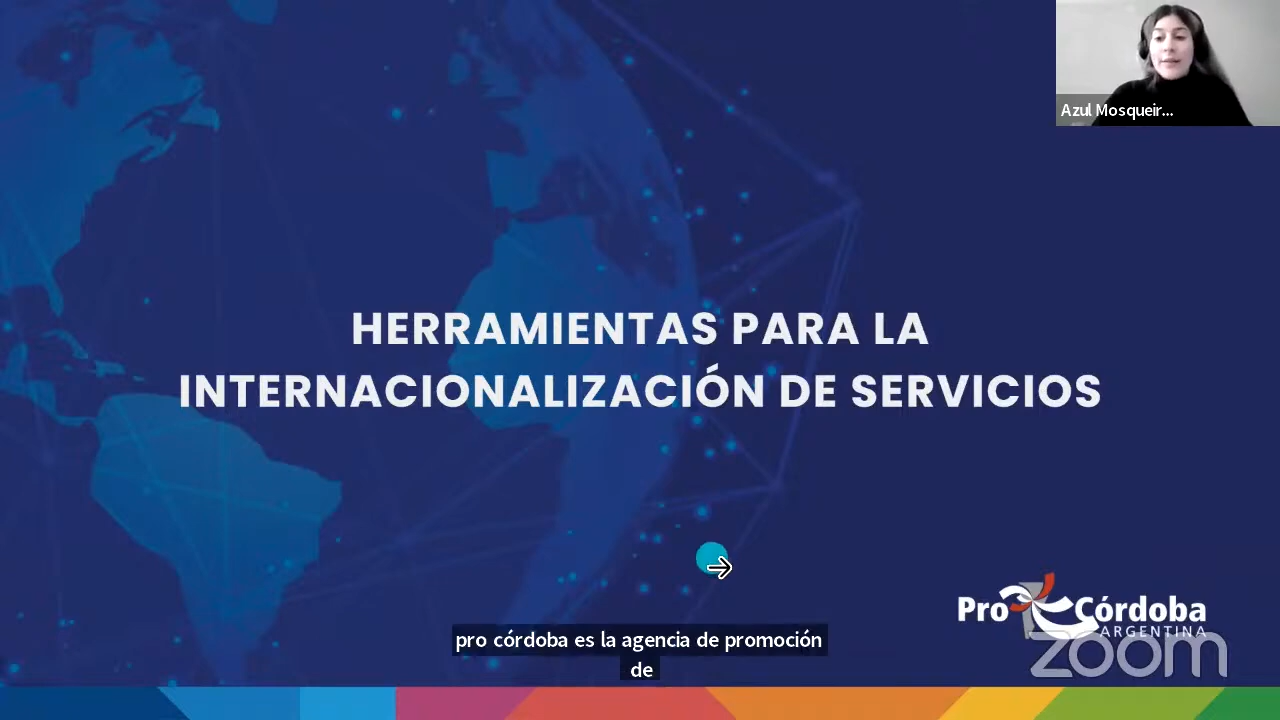 Azul Mosqueir...
HERRAMIENTAS PARA LA
INTERNACIONALIZACIÓN DE SERVICIOS
Pro Córdoba
ARGENTINA
zoom
pro córdoba es la agencia de promoción
de